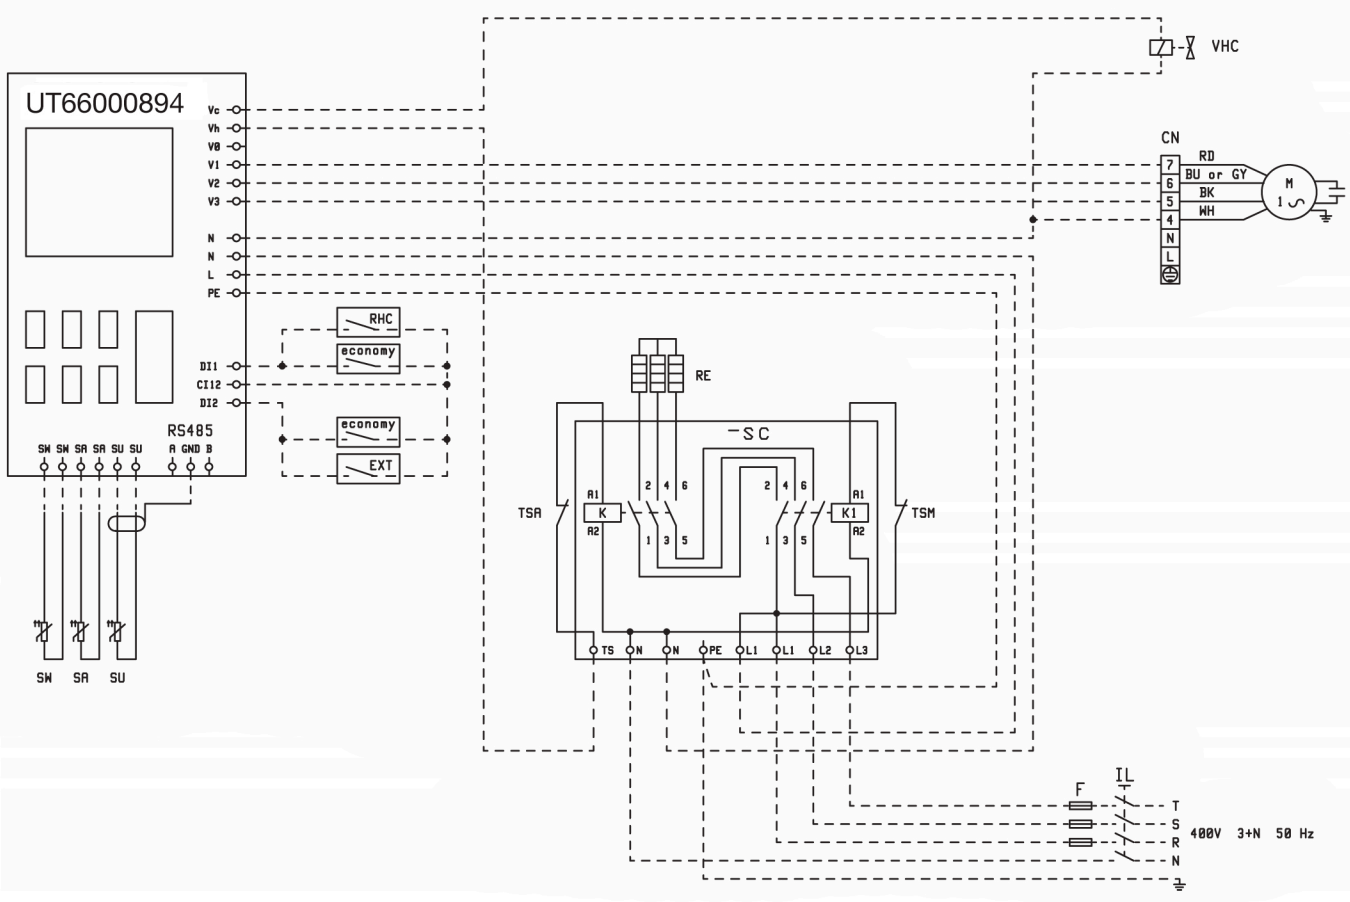 VHC
UT66000894
Vc
Vh
V0
V1
V2
V3
N
N
L
PE
CN
7
6
5
4
N
L
RD
BU or GY
BK
WH
M
1
RHC
economy
economy
EXT
DI1
CI12
DI2
RS485
SW SW SA SA SU SU A GND B
SW SA SU
RE
-SC
2 4 6
2 4 6
A1
A1
TSA
K
K1
TSM
A2
A2
1 3 5
1 3 5
TS N N PE L1 L1 L2 L3
F
IL
T
S
R
N
400V 3+N 50 Hz